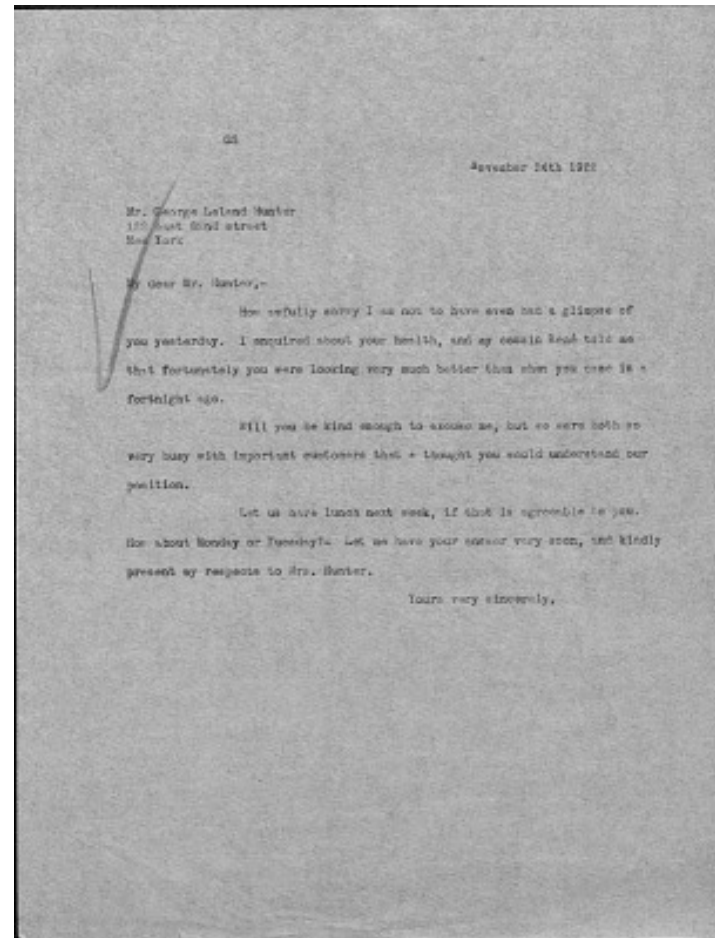 GS
November 24th 1922
Mr. George Leland Hunter
East street
New York
My dear Mr. Hunter,-
How awfully sorry I am not to have even had a glimpse of
you yesterday. I enquired about your health, and my cousin René told me
that fortunately you were looking very much better than when you came in a
fortnight ago.
Will you be kind enough to excuse me, but we were both so
very busy with important customers that I thought you would understand our
position.
Let us have lunch next week, if that is agreeable to you.
How about Monday or Tuesday?. Let me have your answer very soon, and kindly
present my respects to Mrs. Hunter.
Yours very sincerely,